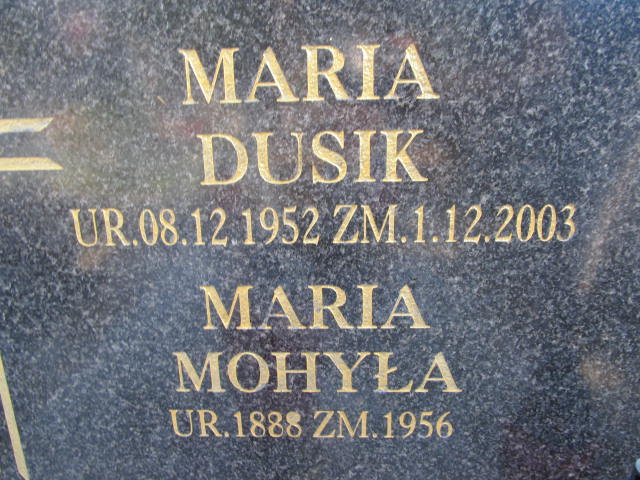 MARIA
DUSIK
UR.08.12.1952 ZM.1.12.2003
MARIA
MOHYŁA
UR.1888 ZM.1956